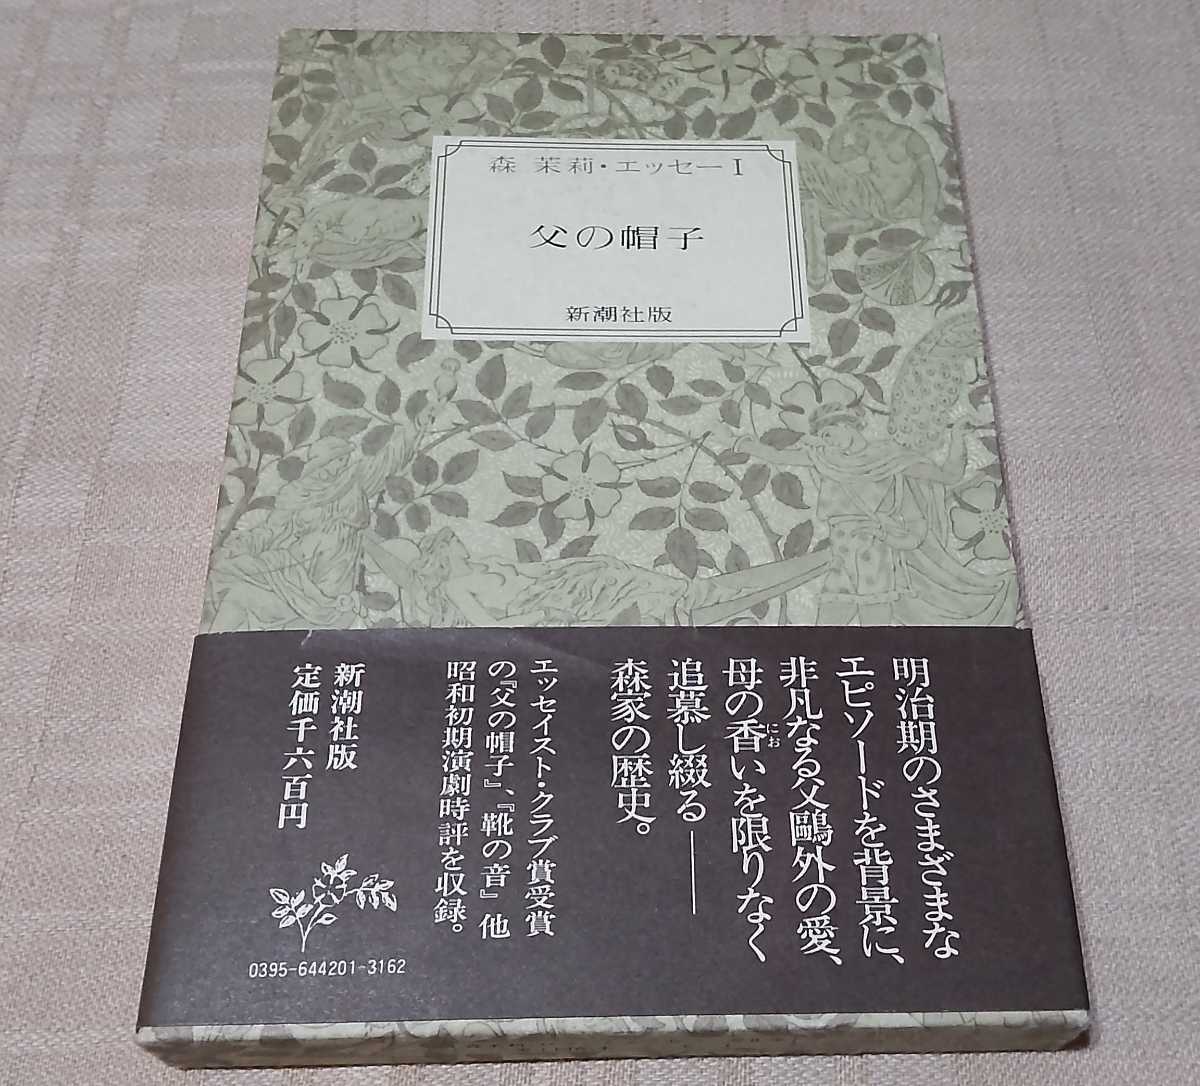 森 茉莉・エッセーⅠ
父の帽子
新潮社版
明治期のさまざまな
エピソードを背景に、
非凡なる父鷗外の愛、
母の香いを限りなく
にお
追慕し綴る――
森家の歴史。
エッセイスト・クラブ賞受賞
の『父の帽子』、『靴の音』他
昭和初期演劇時評を収録。
新潮社版
定価千六百円
0395-644201-3162